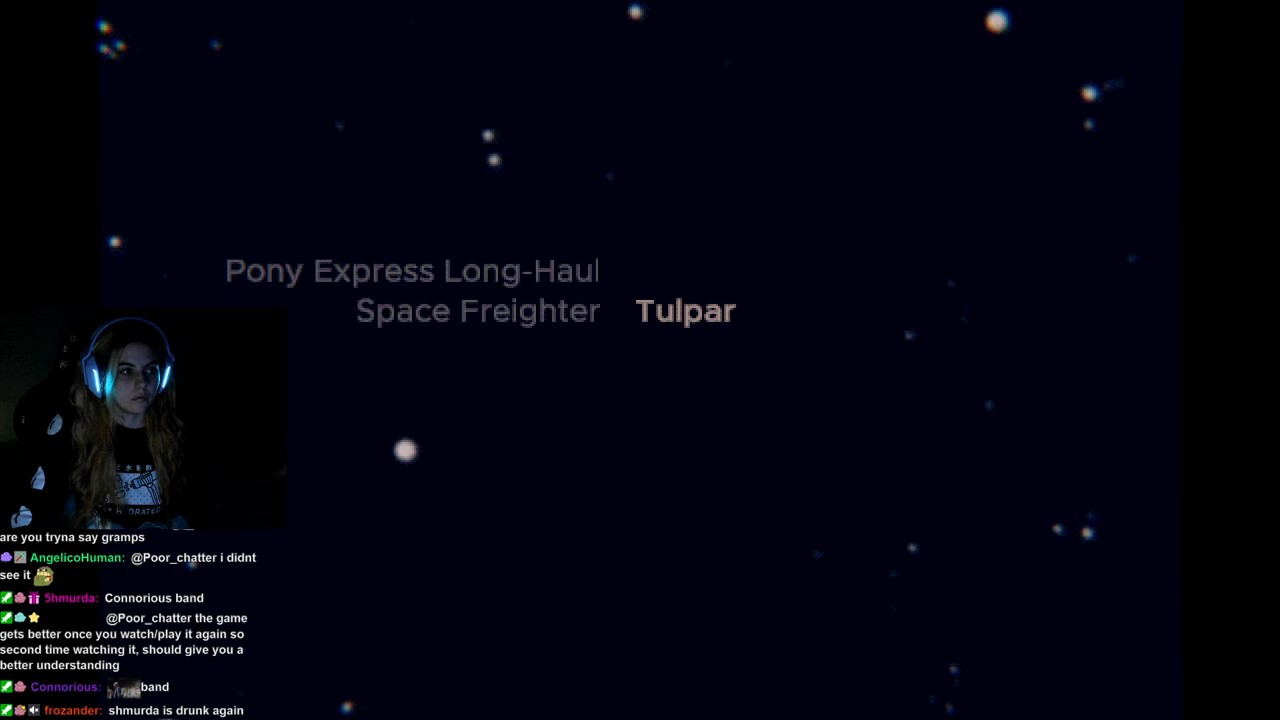 Pony Express Long-Haul
Space Freighter Tulpar
are you tryna say gramps
AngelicoHuman: @Poor_chatter i didnt
see it
5hmurda: Connorious band
@Poor_chatter the game
gets better once you watch/play it again so
second time watching it, should give you a
better understanding
Connorious: band
frozander: shmurda is drunk again